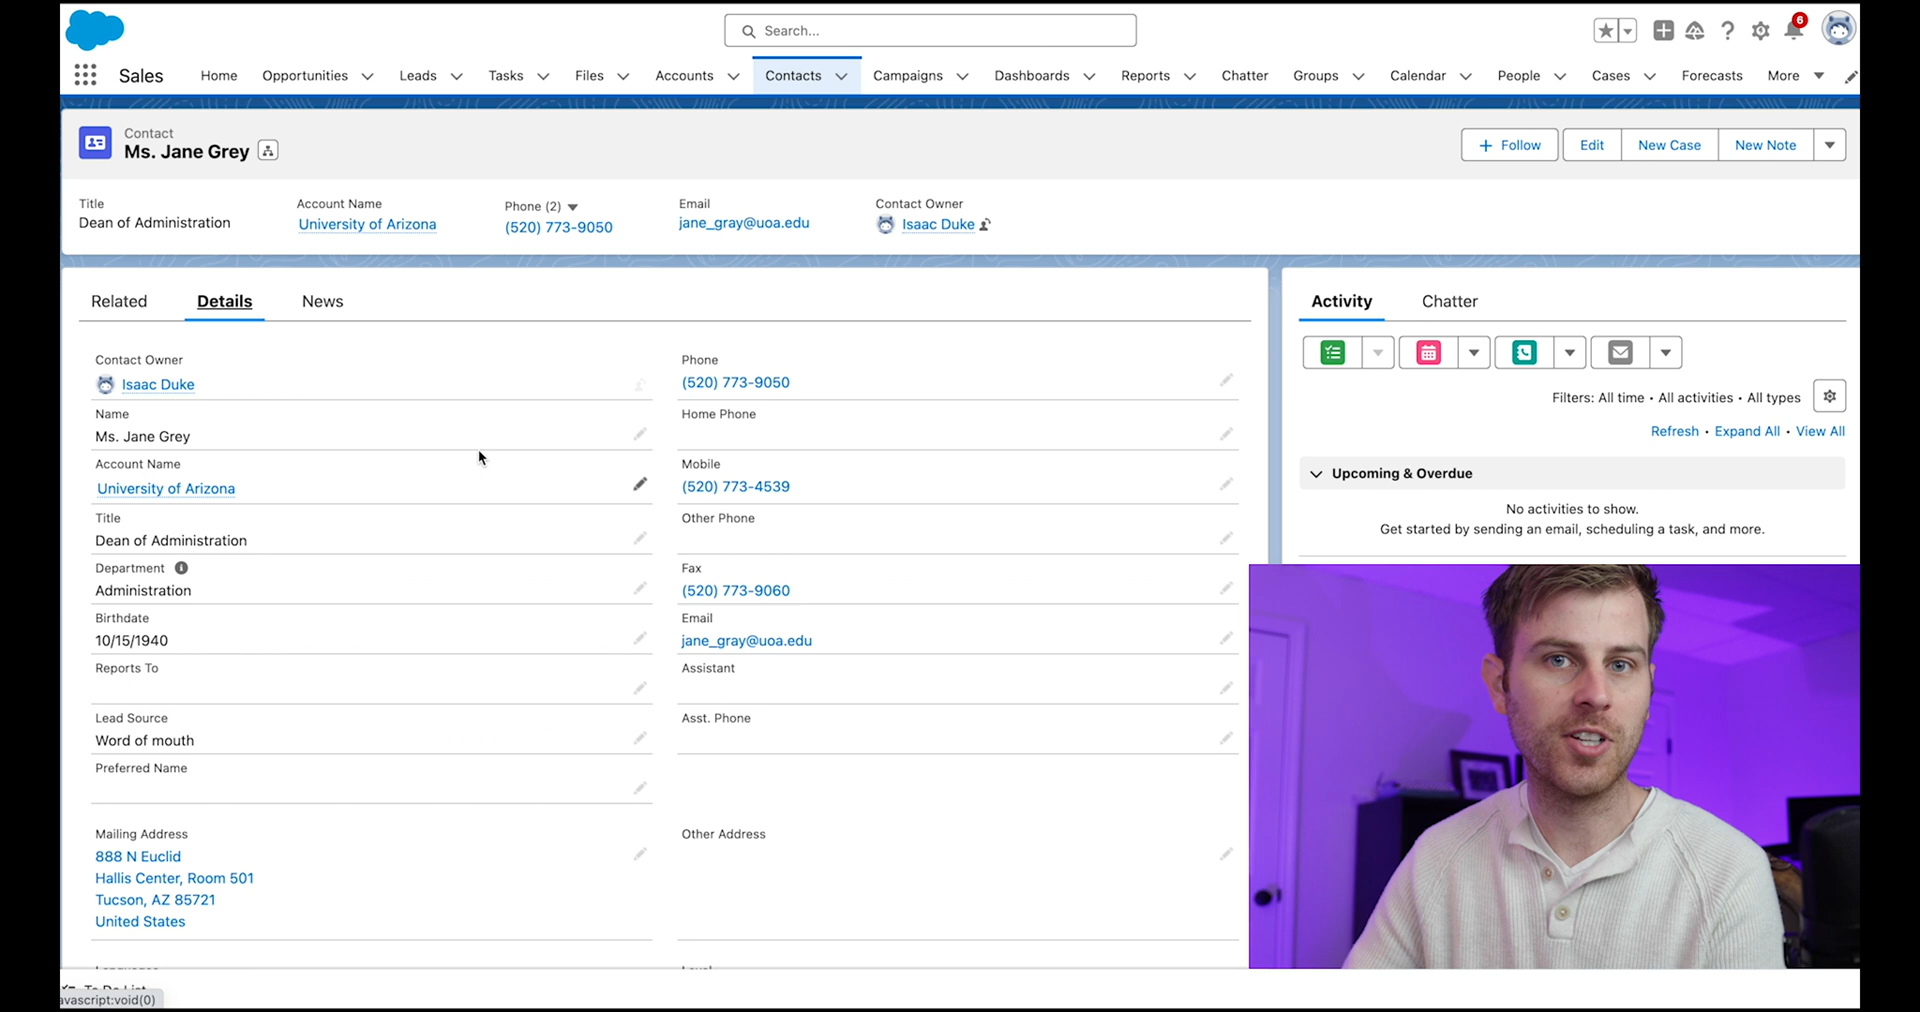 Search...
6
Sales
Home
Opportunities
Leads
Tasks
Files
Accounts
Contacts
Campaigns
Dashboards
Reports
Chatter
Groups
Calendar
People
Cases
Forecasts
More
Contact
Ms. Jane Grey
+ Follow
Edit
New Case
New Note
Title
Dean of Administration
Account Name
University of Arizona
Phone (2)
(520) 773-9050
Email
jane_gray@uoa.edu
Contact Owner
Isaac Duke
Related
Details
News
Contact Owner
Isaac Duke
Name
Ms. Jane Grey
Account Name
University of Arizona
Title
Dean of Administration
Department
Administration
Birthdate
10/15/1940
Reports To
Lead Source
Word of mouth
Preferred Name
Mailing Address
888 N Euclid
Hallis Center, Room 501
Tucson, AZ 85721
United States
Phone
(520) 773-9050
Home Phone
Mobile
(520) 773-4539
Other Phone
Fax
(520) 773-9060
Email
jane_gray@uoa.edu
Assistant
Asst. Phone
Other Address
Activity
Chatter
Filters: All time • All activities • All types
Refresh • Expand All • View All
Upcoming & Overdue
No activities to show.
Get started by sending an email, scheduling a task, and more.
To Do List
avascript:void(0)